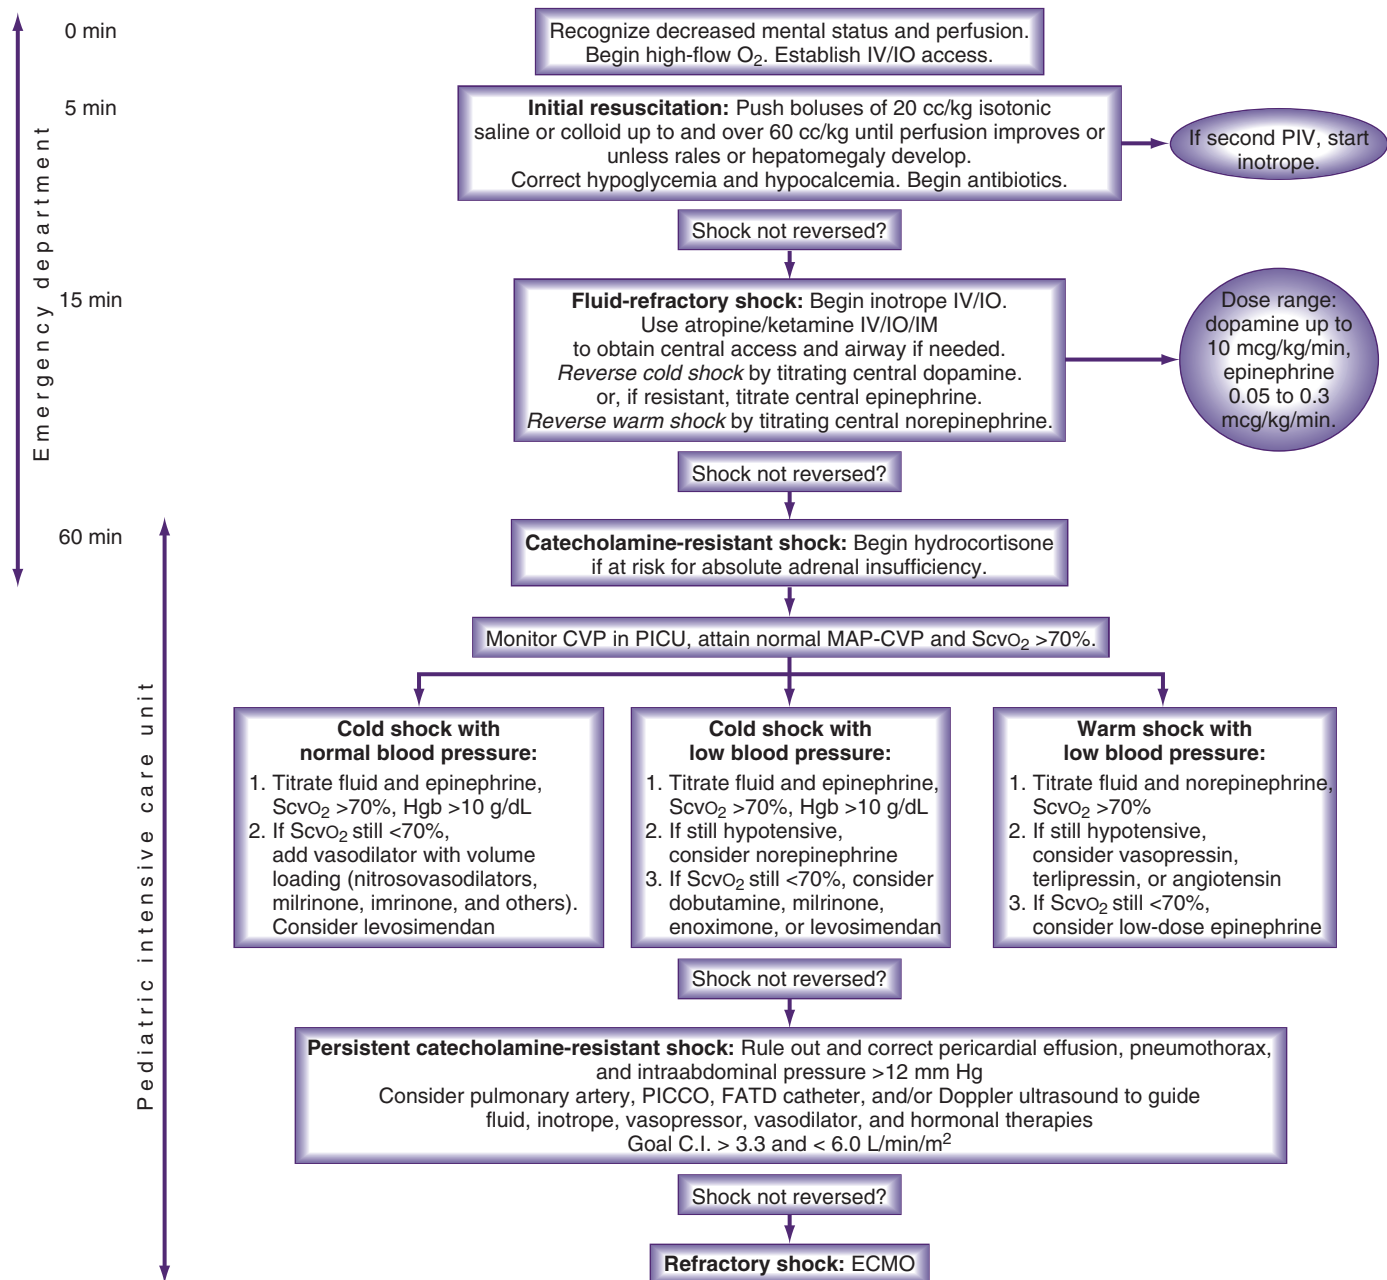 0 min
Recognize decreased mental status and perfusion.
Begin high-flow O2. Establish IV/IO access.
5 min
Initial resuscitation: Push boluses of 20 cc/kg isotonic
saline or colloid up to and over 60 cc/kg until perfusion improves or
unless rales or hepatomegaly develop.
Correct hypoglycemia and hypocalcemia. Begin antibiotics.
If second PIV, start
inotrope.
Emergency department
Shock not reversed?
15 min
Fluid-refractory shock: Begin inotrope IV/IO.
Use atropine/ketamine IV/IO/IM
to obtain central access and airway if needed.
Reverse cold shock by titrating central dopamine.
or, if resistant, titrate central epinephrine.
Reverse warm shock by titrating central norepinephrine.
Dose range:
dopamine up to
10 mcg/kg/min,
epinephrine
0.05 to 0.3
mcg/kg/min.
Shock not reversed?
60 min
Catecholamine-resistant shock: Begin hydrocortisone
if at risk for absolute adrenal insufficiency.
Monitor CVP in PICU, attain normal MAP-CVP and ScvO2 >70%.
Pediatric intensive care unit
Cold shock with
normal blood pressure:
1. Titrate fluid and epinephrine,
ScvO2 >70%, Hgb >10 g/dL
2. If ScvO2 still <70%,
add vasodilator with volume
loading (nitrosovasodilators,
milrinone, imrinone, and others).
Consider levosimendan
Cold shock with
low blood pressure:
1. Titrate fluid and epinephrine,
ScvO2 >70%, Hgb >10 g/dL
2. If still hypotensive,
consider norepinephrine
3. If ScvO2 still <70%, consider
dobutamine, milrinone,
enoximone, or levosimendan
Warm shock with
low blood pressure:
1. Titrate fluid and norepinephrine,
ScvO2 >70%
2. If still hypotensive,
consider vasopressin,
terlipressin, or angiotensin
3. If ScvO2 still <70%,
consider low-dose epinephrine
Shock not reversed?
Persistent catecholamine-resistant shock: Rule out and correct pericardial effusion, pneumothorax,
and intraabdominal pressure >12 mm Hg
Consider pulmonary artery, PICCO, FATD catheter, and/or Doppler ultrasound to guide
fluid, inotrope, vasopressor, vasodilator, and hormonal therapies
Goal C.I. > 3.3 and < 6.0 L/min/m2
Shock not reversed?
Refractory shock: ECMO